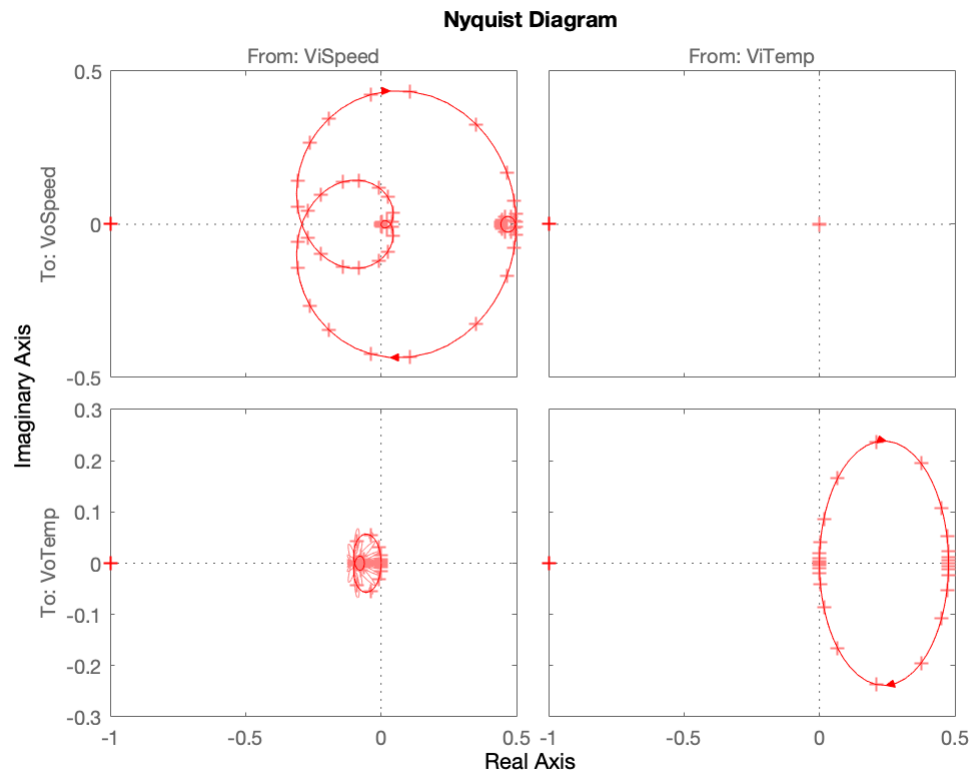 Nyquist Diagram
From: ViSpeed
From: ViTemp
0.5
0
-0.5
To: VoSpeed
0.3
0.2
0.1
0
-0.1
-0.2
-0.3
To: VoTemp
Imaginary Axis
-1
-0.5
0
0.5
-1
-0.5
0
0.5
Real Axis